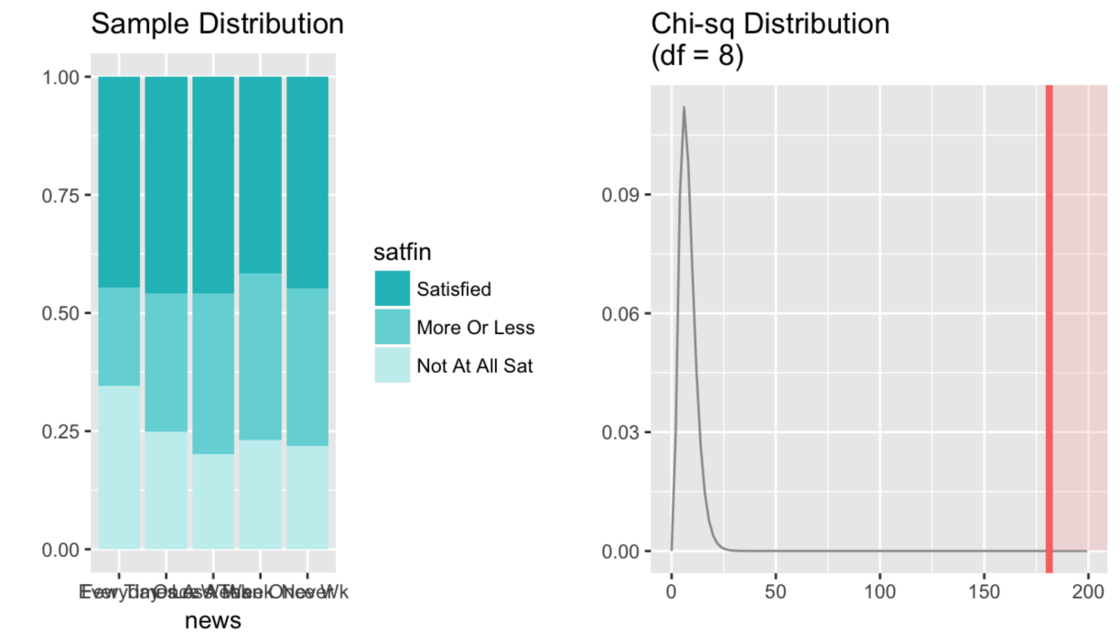 Sample Distribution
1.00
0.75
0.50
0.25
0.00
news
satfin
Satisfied
More Or Less
Not At All Sat
Chi-sq Distribution
(df = 8)
0.09
0.06
0.03
0.00
0 50 100 150 200